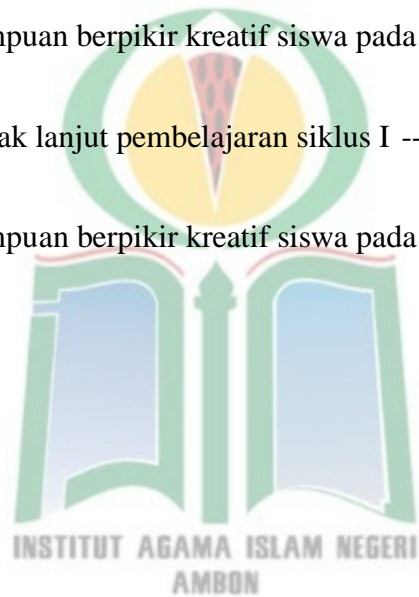 mpuan berpikir kreatif siswa pada
ak lanjut pembelajaran siklus I --
mpuan berpikir kreatif siswa pada
INSTITUT AGAMA ISLAM NEGERI
AMBON